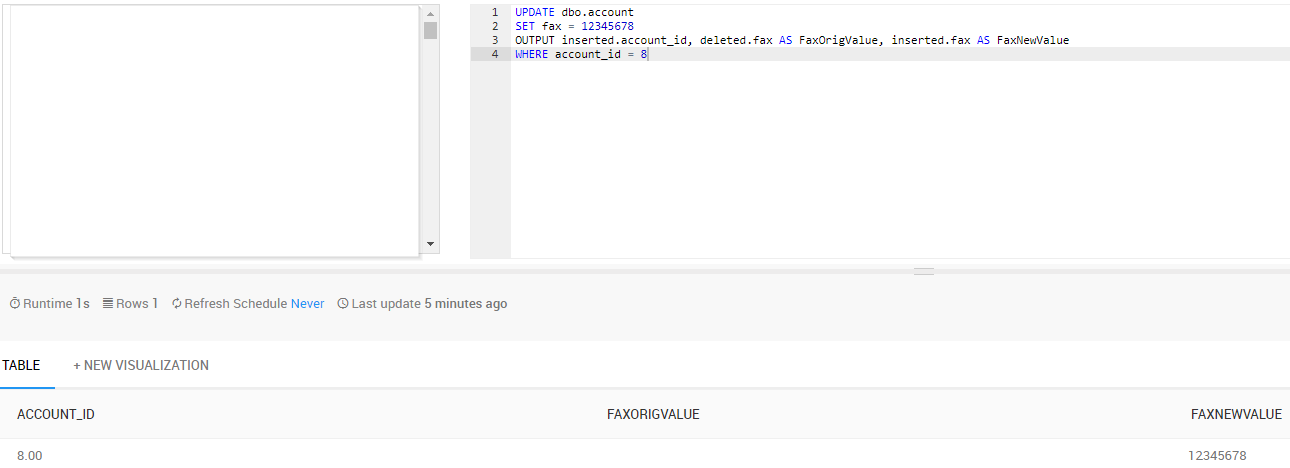 1 UPDATE dbo.account
2 SET fax = 12345678
3 OUTPUT inserted.account_id, deleted.fax AS FaxOrigValue, inserted.fax AS FaxNewValue
4 WHERE account_id = 8
Runtime 1s Rows 1 Refresh Schedule Never Last update 5 minutes ago
TABLE + NEW VISUALIZATION
ACCOUNT_ID FAXORIGVALUE FAXNEWVALUE
8.00 12345678